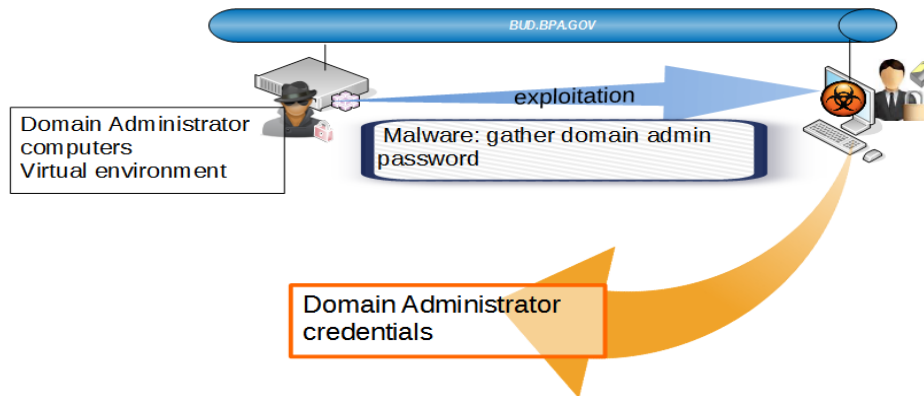 BUD.BPA.GOV
exploitation
Domain Administrator
computers
Virtual environment
Malware: gather domain admin
password
Domain Administrator
credentials